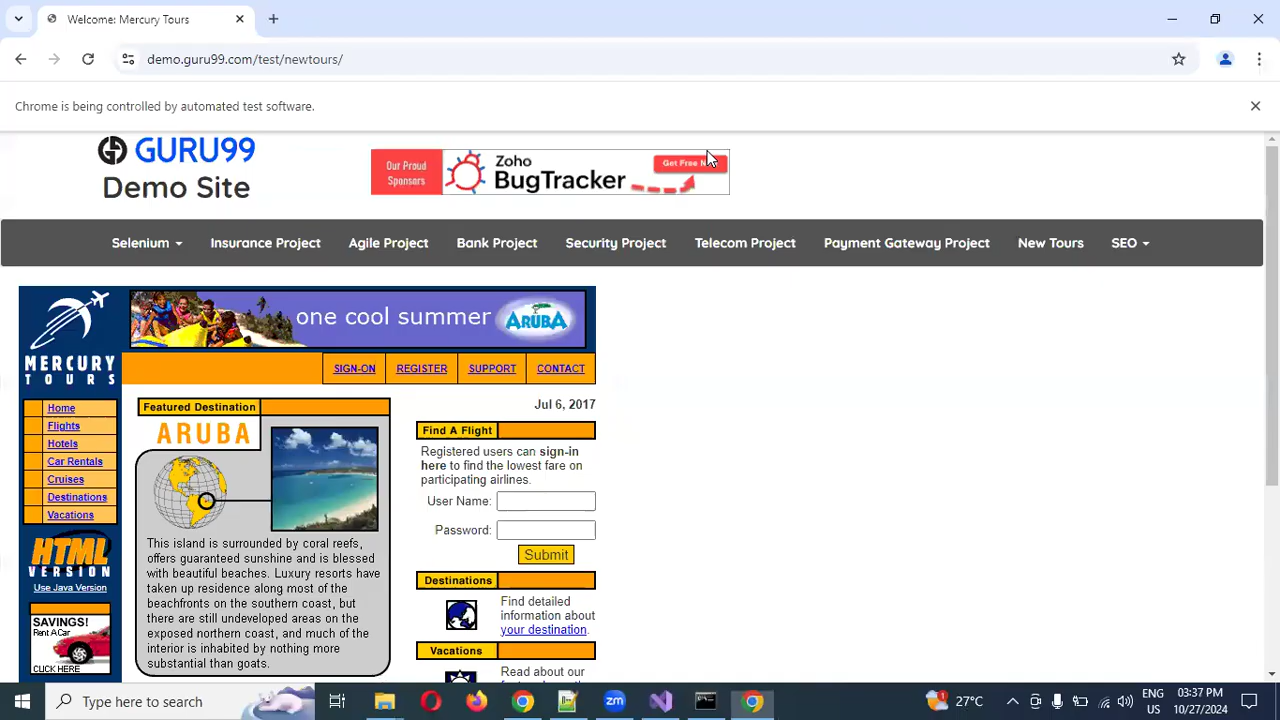 Welcome: Mercury Tours
demo.guru99.com/test/newtours/
Chrome is being controlled by automated test software.
GURU99
Demo Site
Our Proud
Sponsors
Zoho
BugTracker
Get Free
Selenium
Insurance Project
Agile Project
Bank Project
Security Project
Telecom Project
Payment Gateway Project
New Tours
SEO
one cool summer
ARUBA
MERCURY
TOURS
SIGN-ON
REGISTER
SUPPORT
CONTACT
Home
Flights
Hotels
Car Rentals
Cruises
Destinations
Vacations
HTML
VERSION
Use Java Version
SAVINGS!
Rent A Car
CLICK HERE
Featured Destination
ARUBA
This island is surrounded by coral reefs,
offers guaranteed sunshine and is blessed
with beautiful beaches. Luxury resorts have
taken up residence along most of the
beachfronts on the southern coast, but
there are still undeveloped areas on the
exposed northern coast, and much of the
interior is inhabited by nothing more
substantial than goats.
Jul 6, 2017
Find A Flight
Registered users can sign-in
here to find the lowest fare on
participating airlines.
User Name:
Password:
Submit
Destinations
Find detailed
information about
your destination.
Vacations
Read about our
Type here to search
zm
1
27°C
ENG
US
03:37 PM
10/27/2024